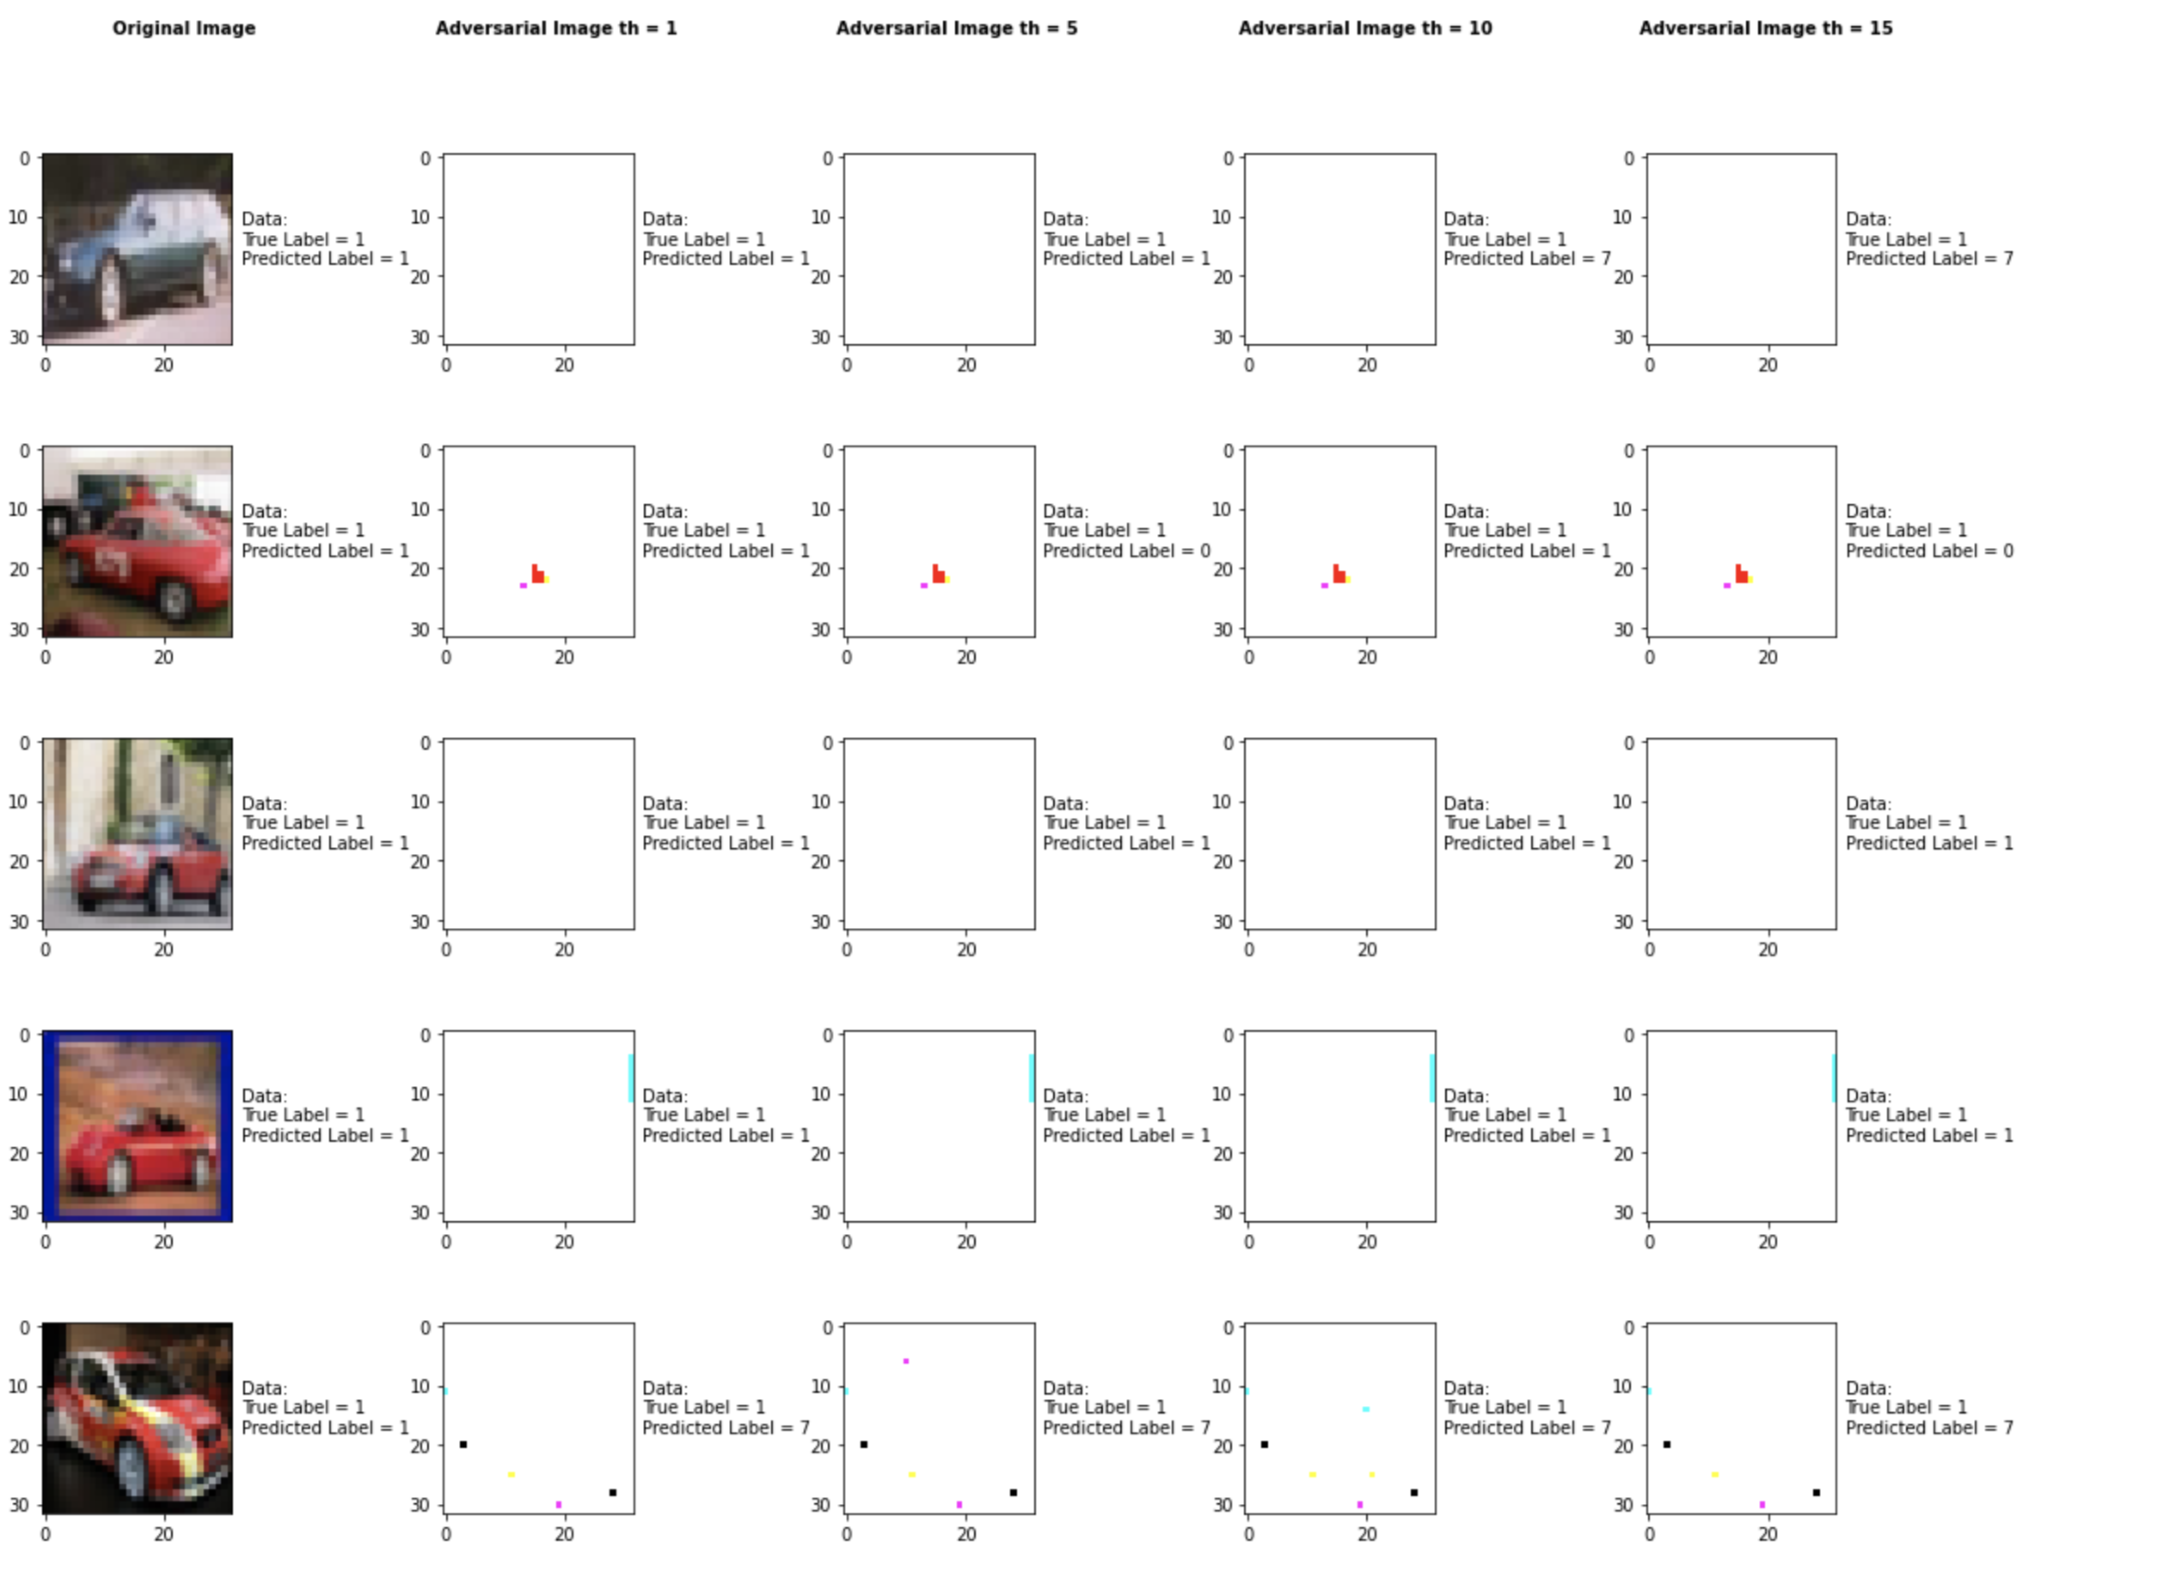 Original Image
Adversarial Image th = 1
Adversarial Image th = 5
Adversarial Image th = 10
Adversarial Image th = 15
0
10
20
30
0
20
Data:
True Label = 1
Predicted Label = 1
0
10
20
30
0
20
Data:
True Label = 1
Predicted Label = 1
0
10
20
30
0
20
Data:
True Label = 1
Predicted Label = 1
0
10
20
30
0
20
Data:
True Label = 1
Predicted Label = 7
0
10
20
30
0
20
Data:
True Label = 1
Predicted Label = 7
0
10
20
30
0
20
Data:
True Label = 1
Predicted Label = 1
0
10
20
30
0
20
Data:
True Label = 1
Predicted Label = 1
0
10
20
30
0
20
Data:
True Label = 1
Predicted Label = 0
0
10
20
30
0
20
Data:
True Label = 1
Predicted Label = 1
0
10
20
30
0
20
Data:
True Label = 1
Predicted Label = 0
0
10
20
30
0
20
Data:
True Label = 1
Predicted Label = 1
0
10
20
30
0
20
Data:
True Label = 1
Predicted Label = 1
0
10
20
30
0
20
Data:
True Label = 1
Predicted Label = 1
0
10
20
30
0
20
Data:
True Label = 1
Predicted Label = 1
0
10
20
30
0
20
Data:
True Label = 1
Predicted Label = 1
0
10
20
30
0
20
Data:
True Label = 1
Predicted Label = 1
0
10
20
30
0
20
Data:
True Label = 1
Predicted Label = 1
0
10
20
30
0
20
Data:
True Label = 1
Predicted Label = 1
0
10
20
30
0
20
Data:
True Label = 1
Predicted Label = 1
0
10
20
30
0
20
Data:
True Label = 1
Predicted Label = 1
0
10
20
30
0
20
Data:
True Label = 1
Predicted Label = 1
0
10
20
30
0
20
Data:
True Label = 1
Predicted Label = 7
0
10
20
30
0
20
Data:
True Label = 1
Predicted Label = 7
0
10
20
30
0
20
Data:
True Label = 1
Predicted Label = 7
0
10
20
30
0
20
Data:
True Label = 1
Predicted Label = 7